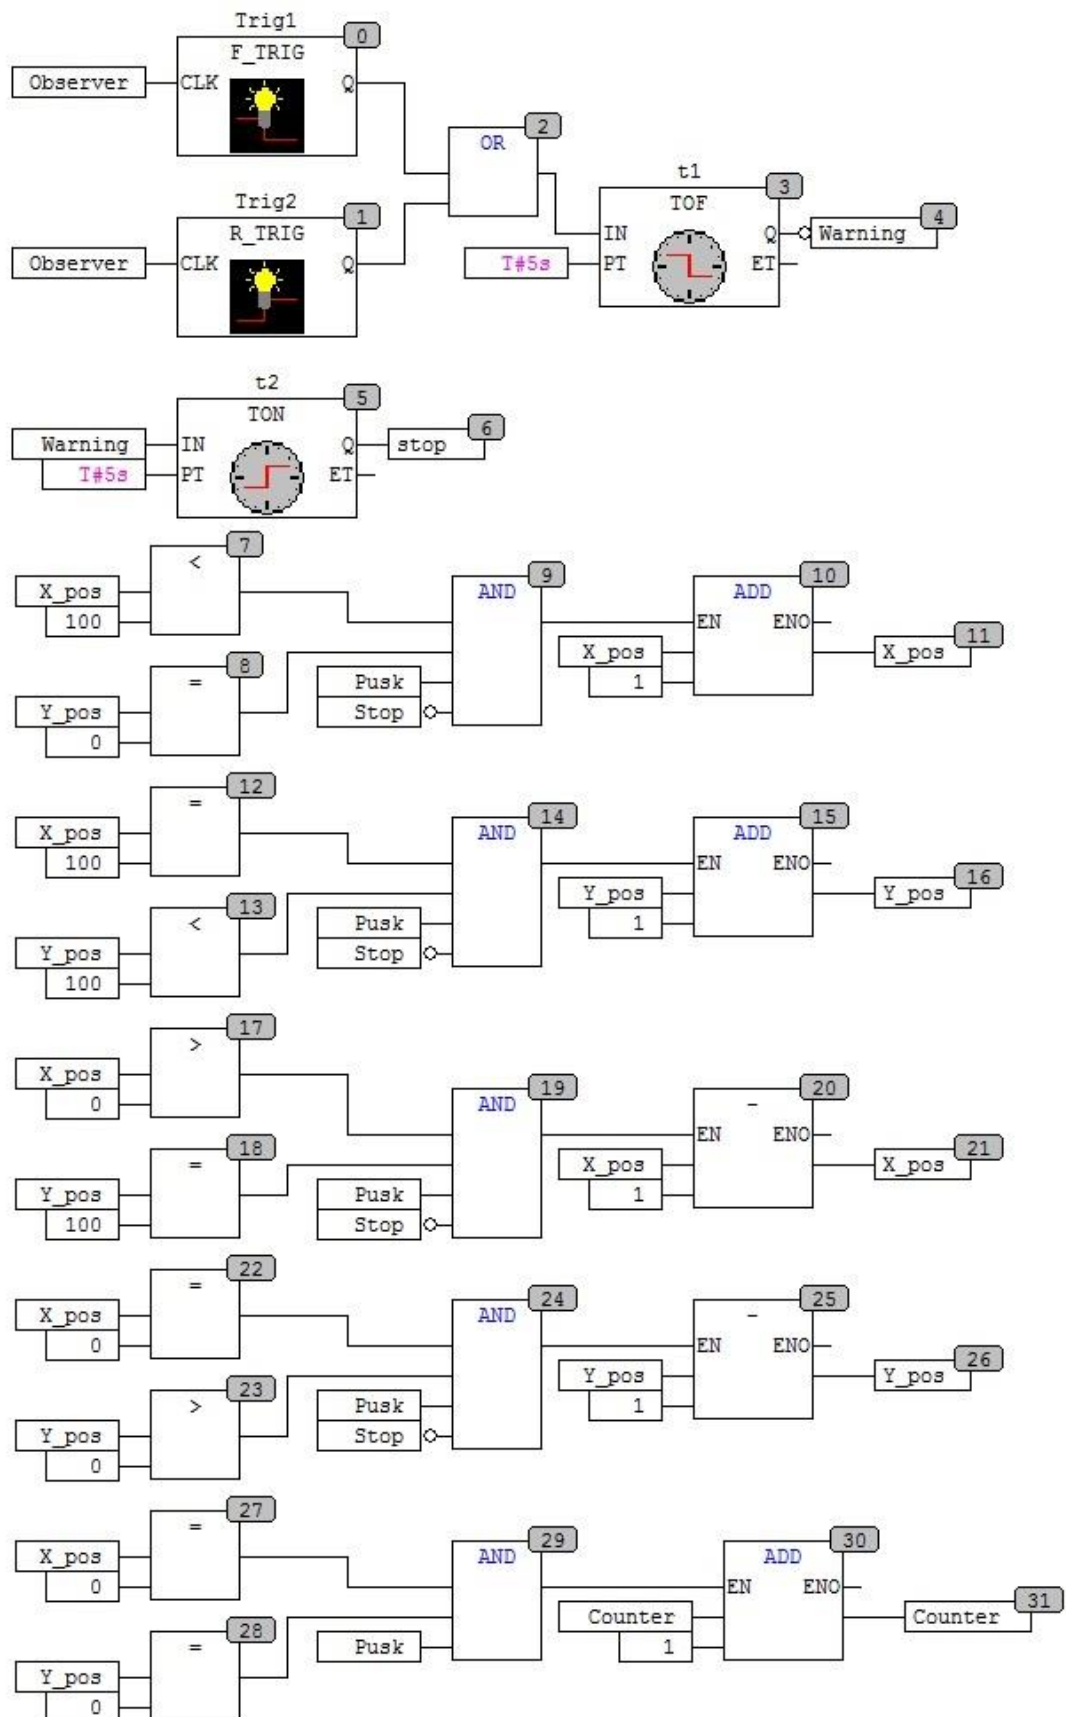 Trig1
0
F_TRIG
Observer CLK Q
2
OR
t1
Trig2
3
1
TOF
R_TRIG
4
IN Q Warning
Observer CLK Q
T#5s PT ET
t2
5
TON
6
Warning IN Q stop
T#5s PT ET
7
<
9
10
X_pos
AND
ADD
100
EN ENO
11
8
X_pos
X_pos
=
Pusk
1
Y_pos
Stop
0
12
=
14
15
X_pos
AND
ADD
100
EN ENO
16
13
Y_pos
Y_pos
<
Pusk
1
Y_pos
Stop
100
17
>
X_pos
19
20
0
AND
-
18
EN ENO
21
=
X_pos
X_pos
Y_pos
Pusk
1
100
Stop
22
=
24
25
X_pos
AND
-
0
EN ENO
26
23
Y_pos
Y_pos
>
Pusk
1
Y_pos
Stop
0
27
=
29
30
X_pos
AND
ADD
0
EN ENO
31
28
Counter
Counter
=
Pusk
1
Y_pos
0